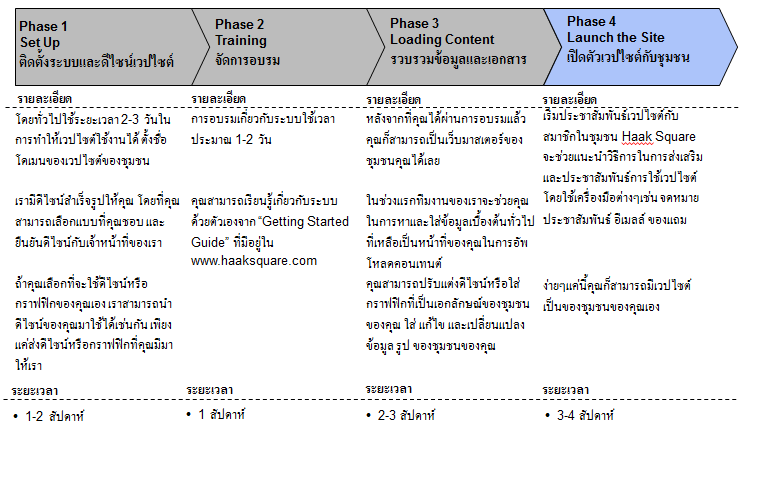 Phase 1
Set Up
ติดตั้งระบบและดีไซน์เวปไซต์
Phase 2
Training
จัดการอบรม
Phase 3
Loading Content
รวบรวมข้อมูลและเอกสาร
Phase 4
Launch the Site
เปิดตัวเวปไซต์กับชุมชน
รายละเอียด
โดยทั่วไปใช้ระยะเวลา 2-3 วันใน
การทำให้เวปไซต์ใช้งานได้ ตั้งชื่อ
โดเมนของเวปไซต์ของชุมชน
เรามีดีไซน์สำเร็จรูปให้คุณ โดยที่คุณ
สามารถเลือกแบบที่คุณชอบ และ
ยืนยันดีไซน์กับเจ้าหน้าที่ของเรา
ถ้าคุณเลือกที่จะใช้ดีไซน์หรือ
กราฟฟิกของคุณเอง เราสามารถนำ
ดีไซน์ของคุณมาใช้ได้เช่นกัน เพียง
แค่ส่งดีไซน์หรือกราฟฟิกที่คุณมีมา
ให้เรา
ระยะเวลา
• 1-2 สัปดาห์
รายละเอียด
การอบรมเกี่ยวกับระบบใช้เวลา
ประมาณ 1-2 วัน
คุณสามารถเรียนรู้เกี่ยวกับระบบ
ด้วยตัวเองจาก “Getting Started
Guide” ที่มีอยู่ใน
www.haaksquare.com
ระยะเวลา
• 1 สัปดาห์
รายละเอียด
หลังจากที่คุณได้ผ่านการอบรมแล้ว
คุณก็สามารถเป็นเว็บมาสเตอร์ของ
ชุมชนคุณได้เลย
ในช่วงแรกทีมงานของเราจะช่วยคุณ
ในการหาและใส่ข้อมูลเบื้องต้นทั่วไป
ที่เหลือเป็นหน้าที่ของคุณในการอัพ
โหลดคอนเทนต์
คุณสามารถปรับแต่งดีไซน์หรือใส่
กราฟฟิกที่เป็นเอกลักษณ์ของชุมชน
ของคุณ ใส่ แก้ไข และเปลี่ยนแปลง
ข้อมูล รูป ของชุมชนของคุณ
ระยะเวลา
• 2-3 สัปดาห์
รายละเอียด
เริ่มประชาสัมพันธ์เวปไซต์กับ
สมาชิกในชุมชน Haak Square
จะช่วยแนะนำวิธีการในการส่งเสริม
และประชาสัมพันธ์การใช้เวปไซต์
โดยใช้เครื่องมือต่างๆเช่น จดหมาย
ประชาสัมพันธ์ อีเมลล์ ของแถม
ง่ายๆแค่นี้คุณก็สามารถมีเวปไซต์
เป็นของชุมชนของคุณเอง
ระยะเวลา
• 3-4 สัปดาห์